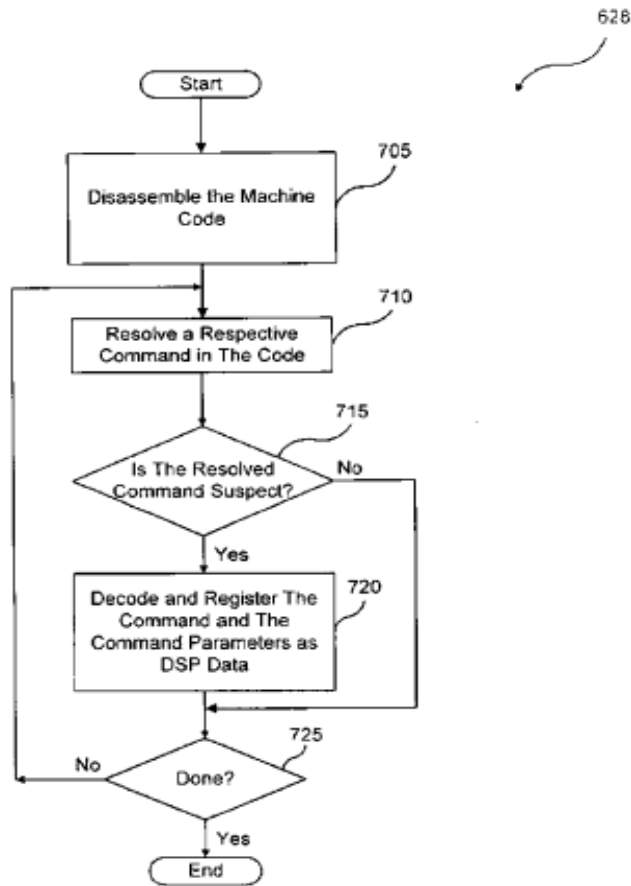 628
Start
705
Disassemble the Machine
Code
710
Resolve a Respective
Command in The Code
715
Is The Resolved
Command Suspect?
No
Yes
720
Decode and Register The
Command and The
Command Parameters as
DSP Data
725
No
Done?
Yes
End